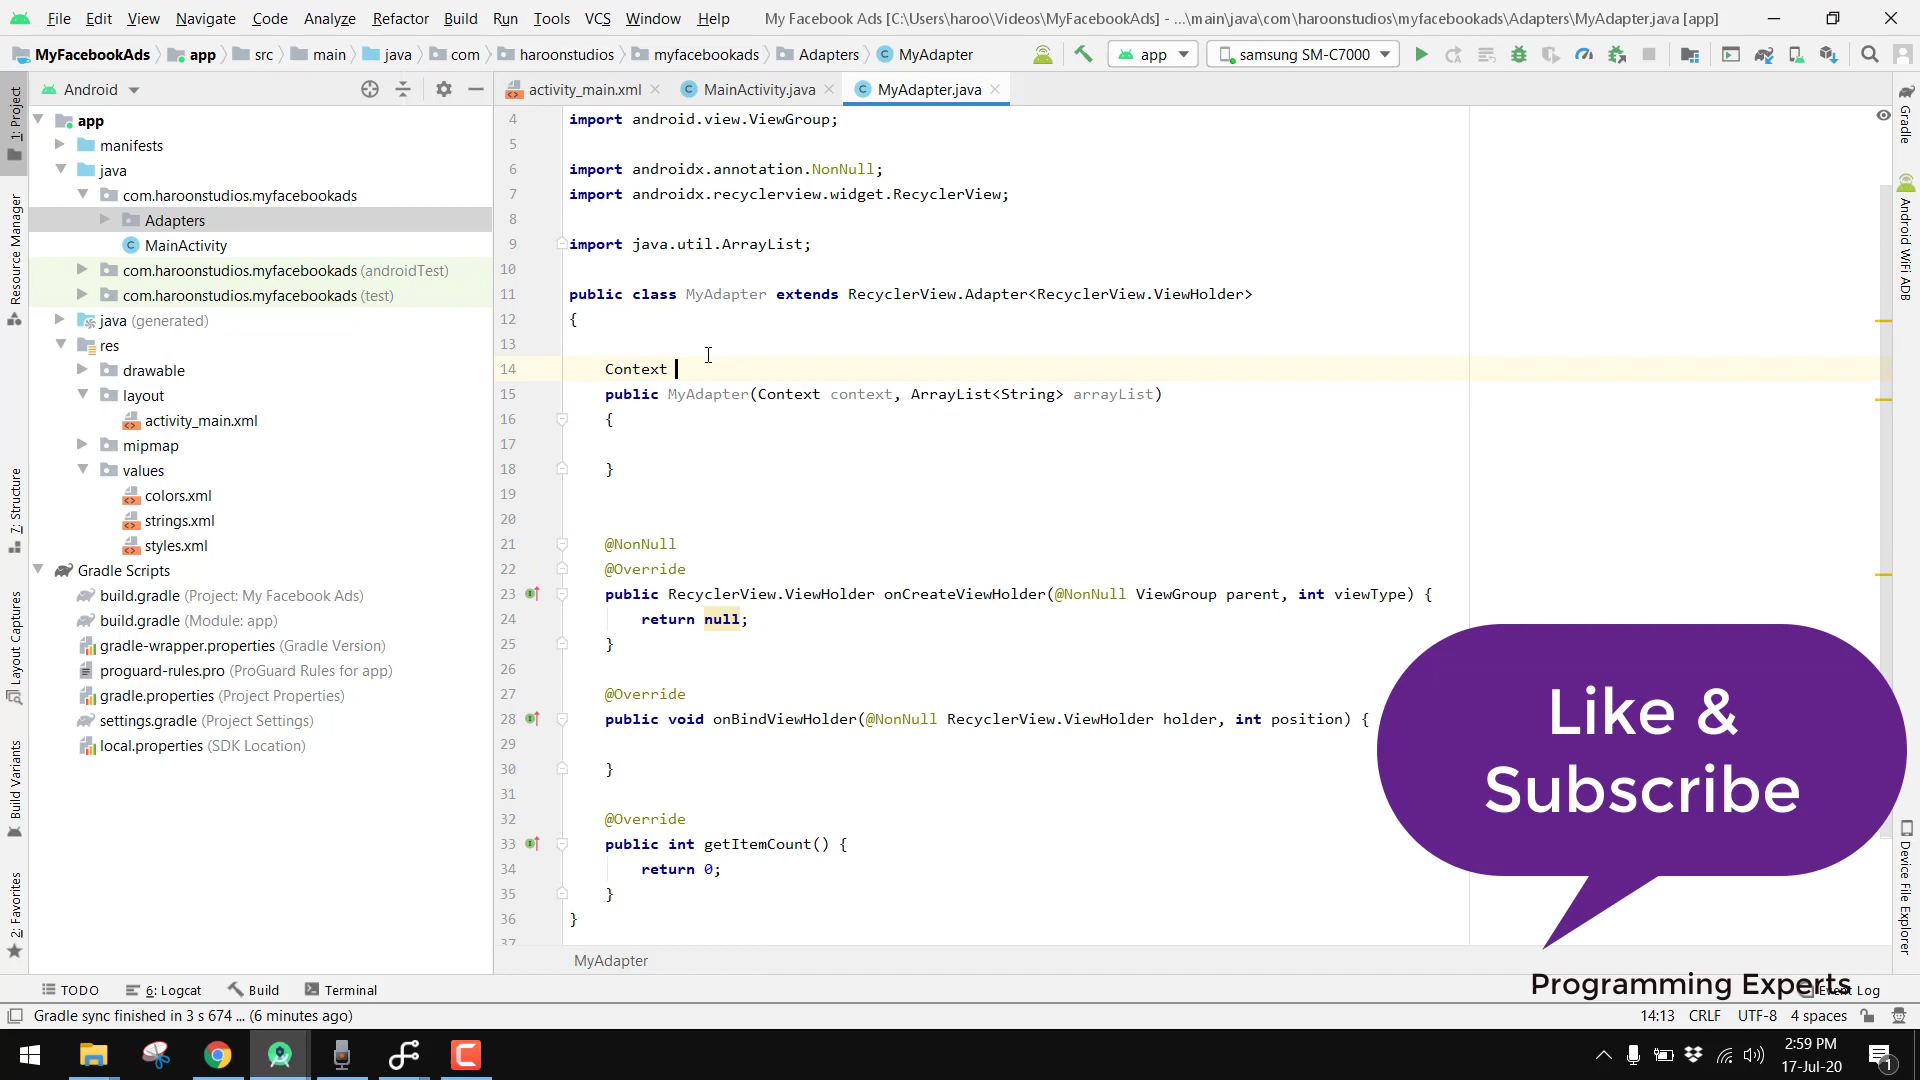 File Edit View Navigate Code Analyze Refactor Build Run Tools VCS Window Help My Facebook Ads [C:\Users\haroo\Videos\MyFacebookAds] - ...\main\java\com\haroonstudios\myfacebookads\Adapters\MyAdapter.java [app]
MyFacebookAds app src main java com haroonstudios myfacebookads Adapters MyAdapter app samsung SM-C7000
Android
activity_main.xml MainActivity.java MyAdapter.java
1: Project
Resource Manager
7: Structure
Layout Captures
Build Variants
2: Favorites
app
manifests
java
com.haroonstudios.myfacebookads
Adapters
MainActivity
com.haroonstudios.myfacebookads (androidTest)
com.haroonstudios.myfacebookads (test)
java (generated)
res
drawable
layout
activity_main.xml
mipmap
values
colors.xml
strings.xml
styles.xml
Gradle Scripts
build.gradle (Project: My Facebook Ads)
build.gradle (Module: app)
gradle-wrapper.properties (Gradle Version)
proguard-rules.pro (ProGuard Rules for app)
gradle.properties (Project Properties)
settings.gradle (Project Settings)
local.properties (SDK Location)
4 import android.view.ViewGroup;
5
6 import androidx.annotation.NonNull;
7 import androidx.recyclerview.widget.RecyclerView;
8
9 import java.util.ArrayList;
10
11 public class MyAdapter extends RecyclerView.Adapter<RecyclerView.ViewHolder>
12 {
13
14 Context
15 public MyAdapter(Context context, ArrayList<String> arrayList)
16 {
17
18 }
19
20
21 @NonNull
22 @Override
23 public RecyclerView.ViewHolder onCreateViewHolder(@NonNull ViewGroup parent, int viewType) {
24 return null;
25 }
26
27 @Override
28 public void onBindViewHolder(@NonNull RecyclerView.ViewHolder holder, int position) {
29
30 }
31
32 @Override
33 public int getItemCount() {
34 return 0;
35 }
36 }
37
MyAdapter
Gradle
Android WiFi ADB
Device File Explorer
Like &
Subscribe
Programming Experts
TODO 6: Logcat Build Terminal Event Log
Gradle sync finished in 3 s 674 ... (6 minutes ago) 14:13 CRLF UTF-8 4 spaces
2:59 PM
17-Jul-20
1